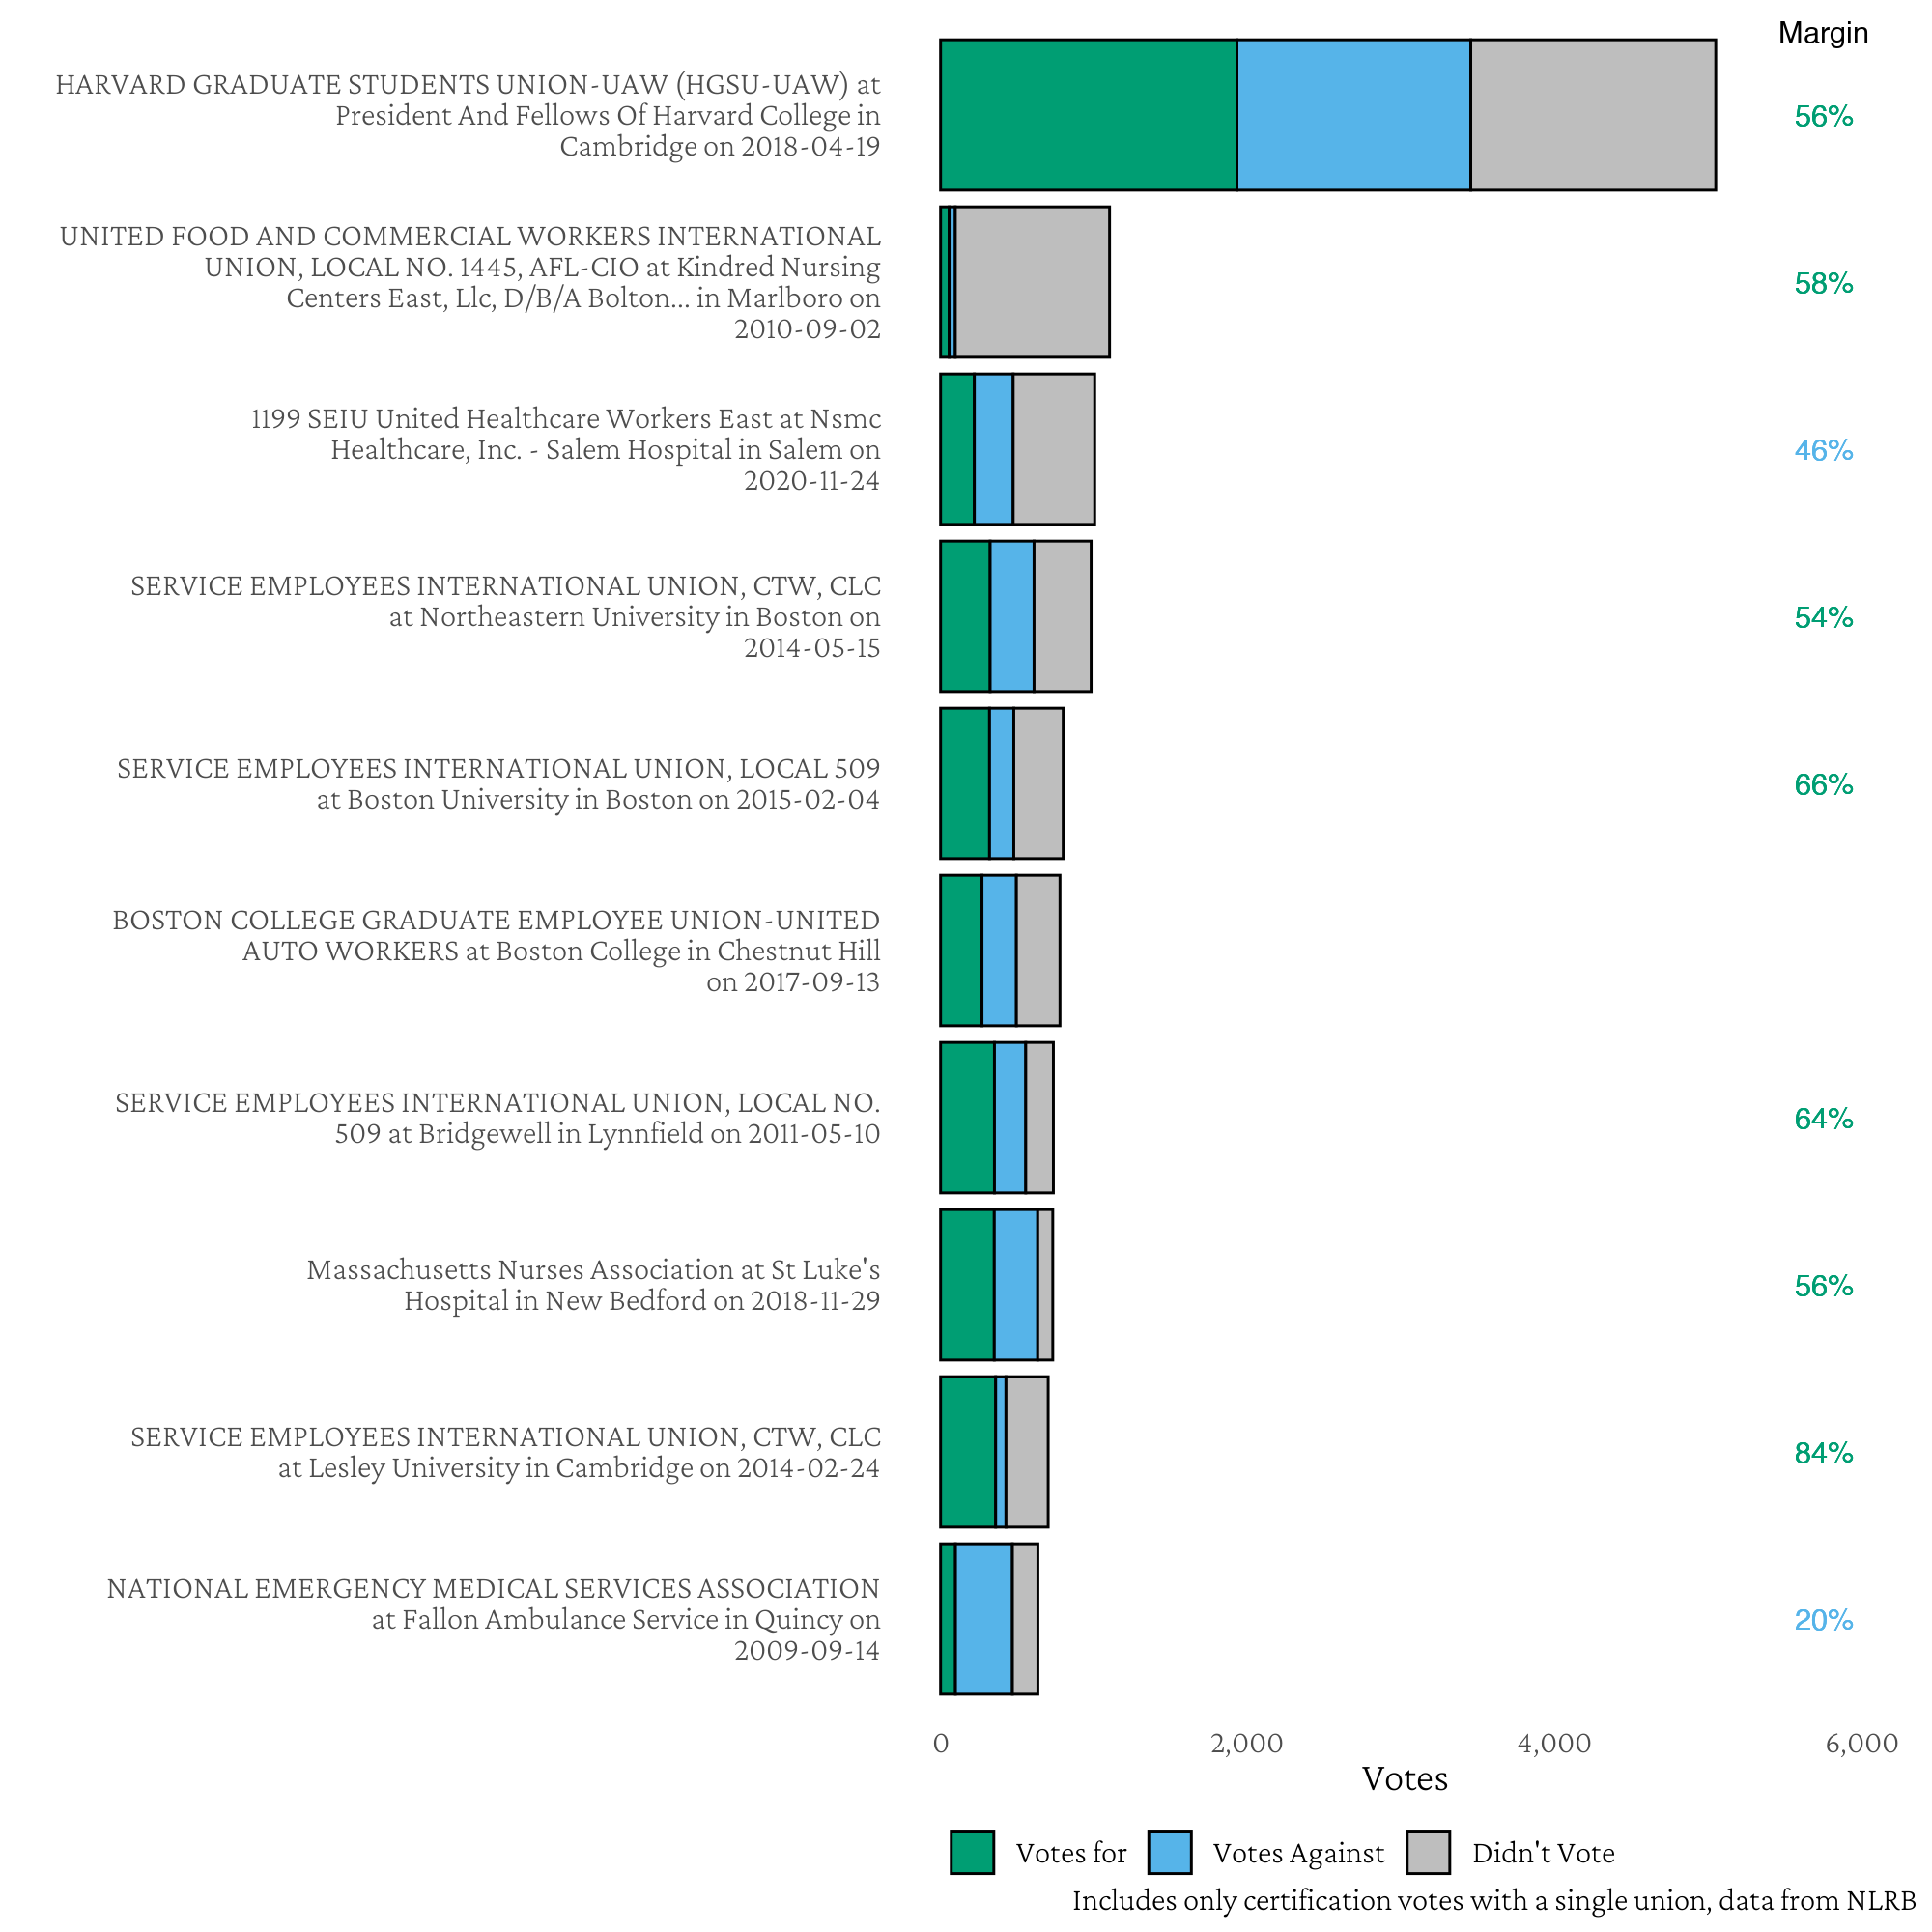 Margin
HARVARD GRADUATE STUDENTS UNION-UAW (HGSU-UAW) at
President And Fellows Of Harvard College in
Cambridge on 2018-04-19
56%
UNITED FOOD AND COMMERCIAL WORKERS INTERNATIONAL
UNION, LOCAL NO. 1445, AFL-CIO at Kindred Nursing
Centers East, Llc, D/B/A Bolton... in Marlboro on
2010-09-02
58%
1199 SEIU United Healthcare Workers East at Nsmc
Healthcare, Inc. - Salem Hospital in Salem on
2020-11-24
46%
SERVICE EMPLOYEES INTERNATIONAL UNION, CTW, CLC
at Northeastern University in Boston on
2014-05-15
54%
SERVICE EMPLOYEES INTERNATIONAL UNION, LOCAL 509
at Boston University in Boston on 2015-02-04
66%
BOSTON COLLEGE GRADUATE EMPLOYEE UNION-UNITED
AUTO WORKERS at Boston College in Chestnut Hill
on 2017-09-13
SERVICE EMPLOYEES INTERNATIONAL UNION, LOCAL NO.
509 at Bridgewell in Lynnfield on 2011-05-10
64%
Massachusetts Nurses Association at St Luke's
Hospital in New Bedford on 2018-11-29
56%
SERVICE EMPLOYEES INTERNATIONAL UNION, CTW, CLC
at Lesley University in Cambridge on 2014-02-24
84%
NATIONAL EMERGENCY MEDICAL SERVICES ASSOCIATION
at Fallon Ambulance Service in Quincy on
2009-09-14
20%
0 2,000 4,000 6,000
Votes
Votes for Votes Against Didn't Vote
Includes only certification votes with a single union, data from NLRB